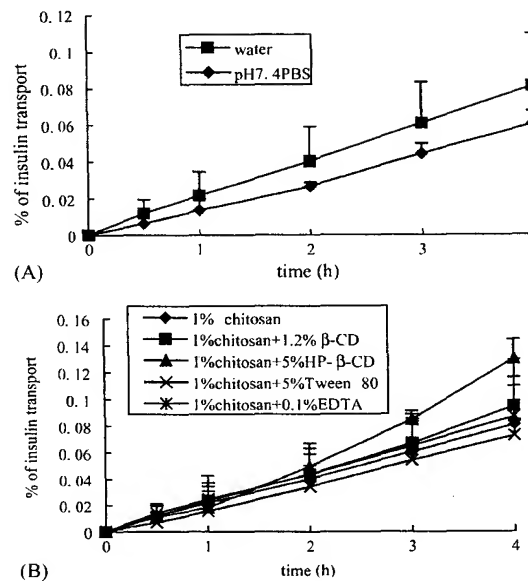 0. 12
0. 1
0. 08
0. 06
0. 04
0. 02
0
% of insulin transport
water
pH7. 4PBS
0 1 2 3
time (h)
(A)
0. 16
0. 14
0. 12
0. 1
0. 08
0. 06
0. 04
0. 02
0
% of insulin transport
1% chitosan
1%chitosan+1.2% β-CD
1%chitosan+5%HP- β-CD
1%chitosan+5%Tween 80
1%chitosan+0.1%EDTA
0 1 2 3 4
time (h)
(B)